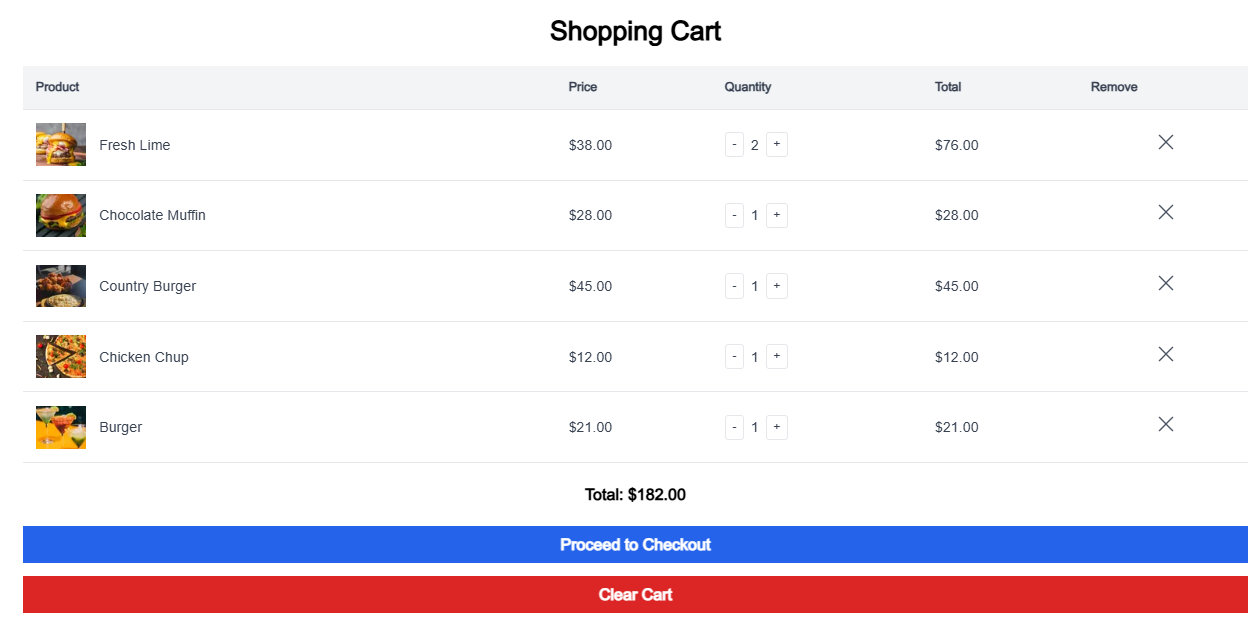 Shopping Cart
Product Price Quantity Total Remove
Fresh Lime $38.00 - 2 + $76.00
Chocolate Muffin $28.00 - 1 + $28.00
Country Burger $45.00 - 1 + $45.00
Chicken Chup $12.00 - 1 + $12.00
Burger $21.00 - 1 + $21.00
Total: $182.00
Proceed to Checkout
Clear Cart